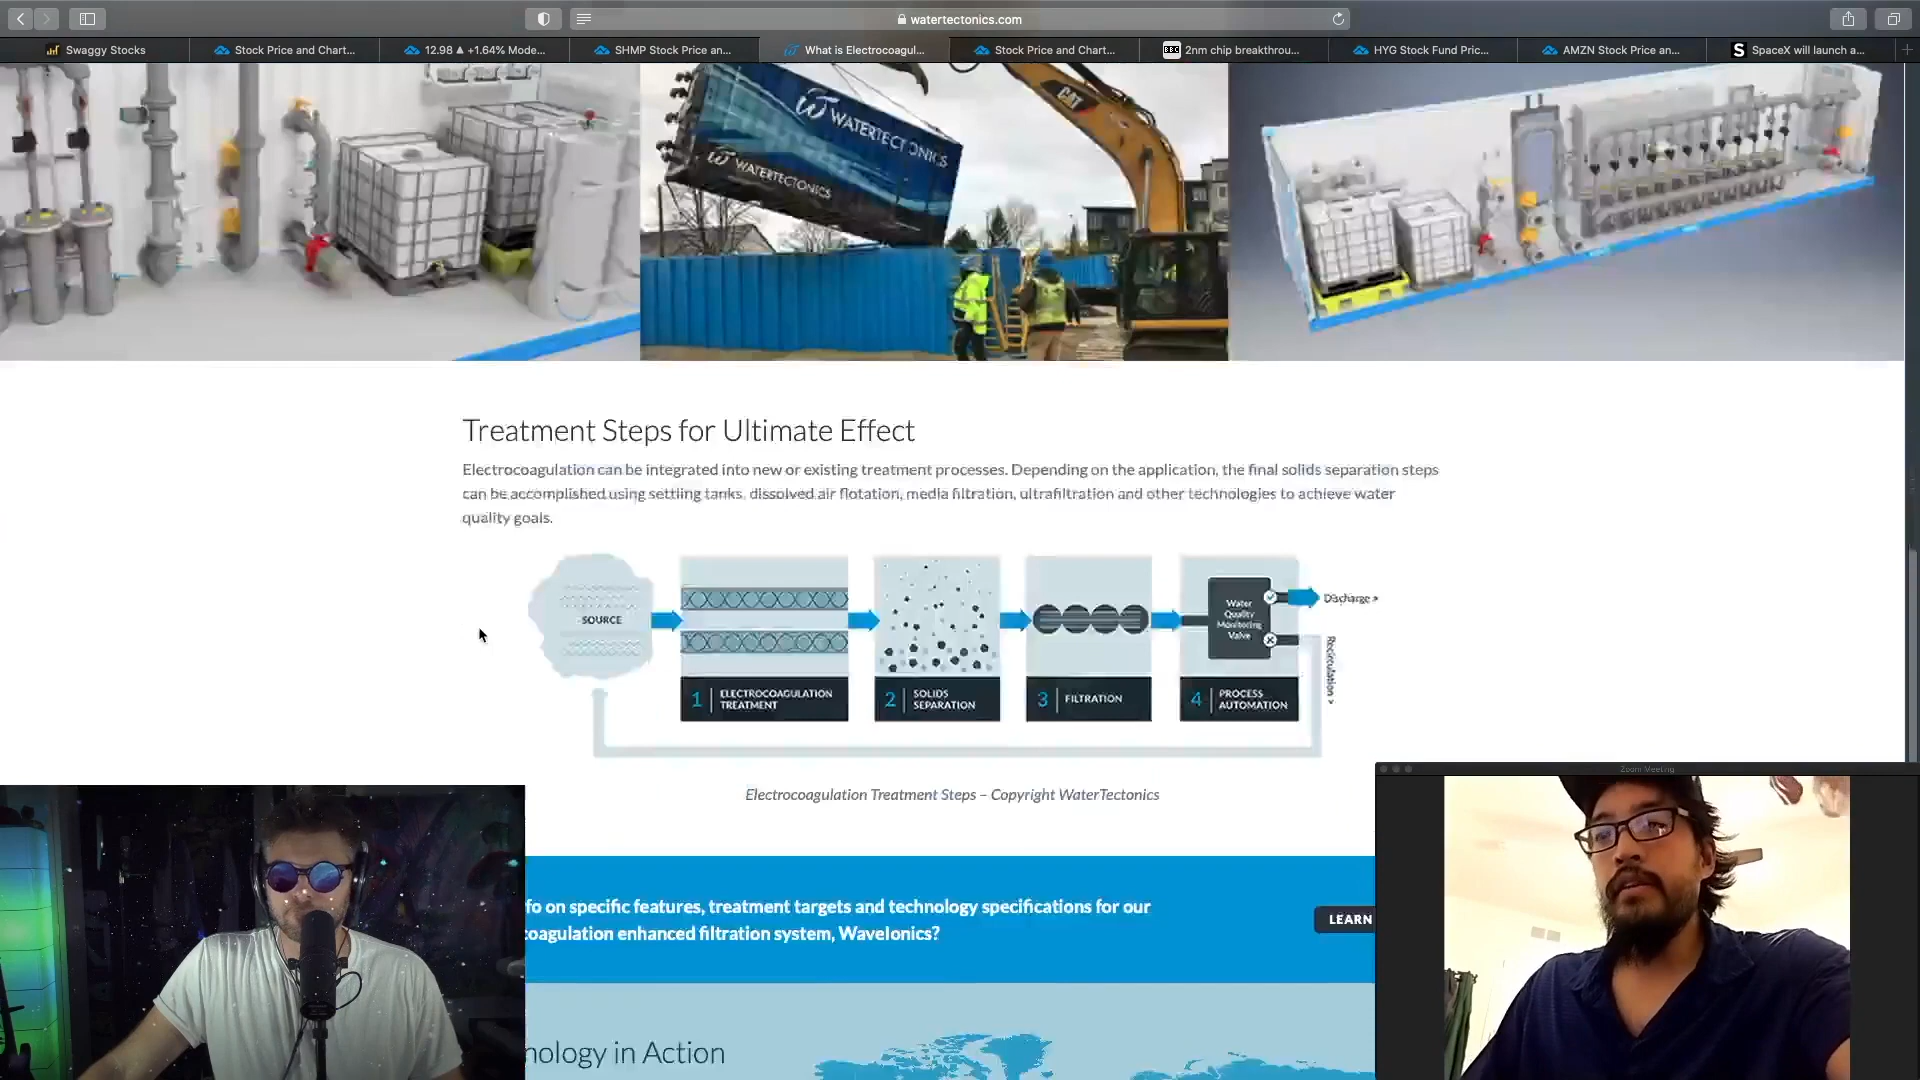 watertectonics.com
Swaggy Stocks
Stock Price and Chart...
12.98 ▲ +1.64% Mode...
SHMP Stock Price an...
What is Electrocoagul...
Stock Price and Chart...
BBC 2nm chip breakthrou...
HYG Stock Fund Pric...
AMZN Stock Price an...
S SpaceX will launch a...
WATERTECTONICS
WATERTECTONICS
CAT
Treatment Steps for Ultimate Effect
Electrocoagulation can be integrated into new or existing treatment processes. Depending on the application, the final solids separation steps
can be accomplished using settling tanks, dissolved air flotation, media filtration, ultrafiltration and other technologies to achieve water
quality goals.
SOURCE
Water
Quality
Monitoring
Valve
Discharge >
Recirculation >
1 ELECTROCOAGULATION
TREATMENT
2 SOLIDS
SEPARATION
3 FILTRATION
4 PROCESS
AUTOMATION
Electrocoagulation Treatment Steps – Copyright WaterTectonics
Zoom Meeting
fo on specific features, treatment targets and technology specifications for our
coagulation enhanced filtration system, WaveIonics?
LEARN
nology in Action